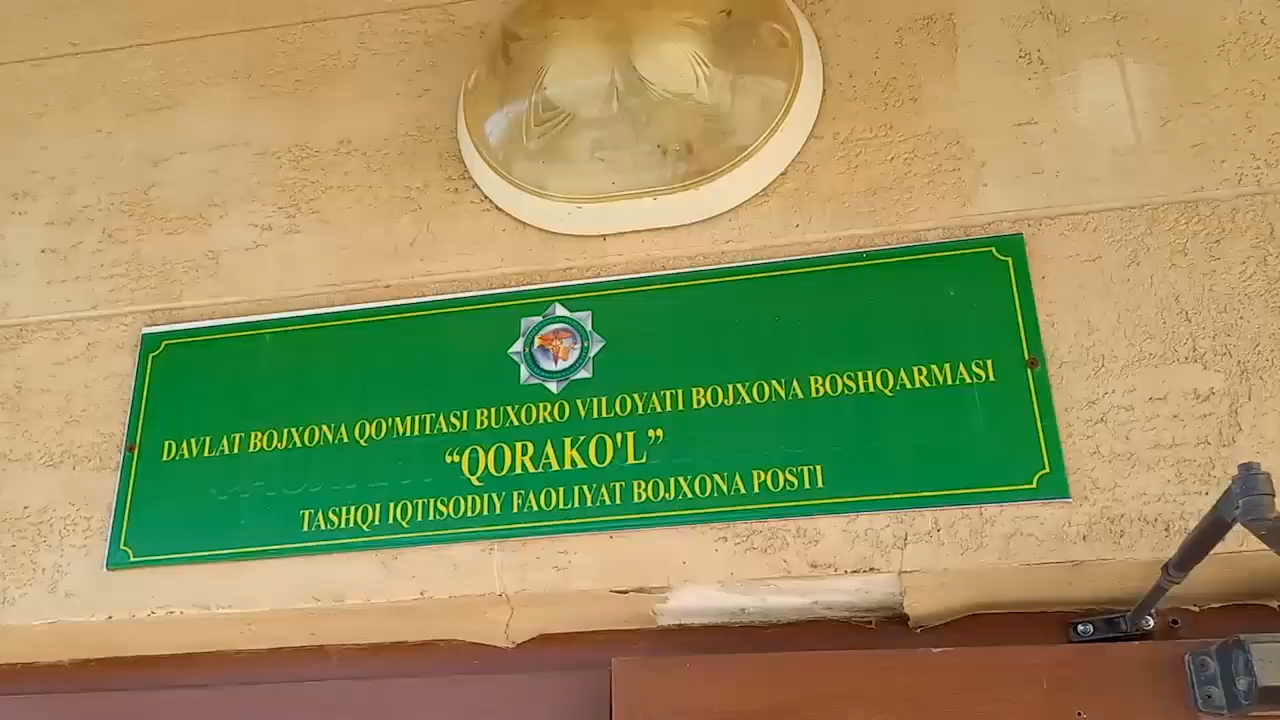 DAVLAT BOJXONA QO'MITASI BUXORO VILOYATI BOJXONA BOSHQARMASI
“QORAKO'L”
TASHQI IQTISODIY FAOLIYAT BOJXONA POSTI